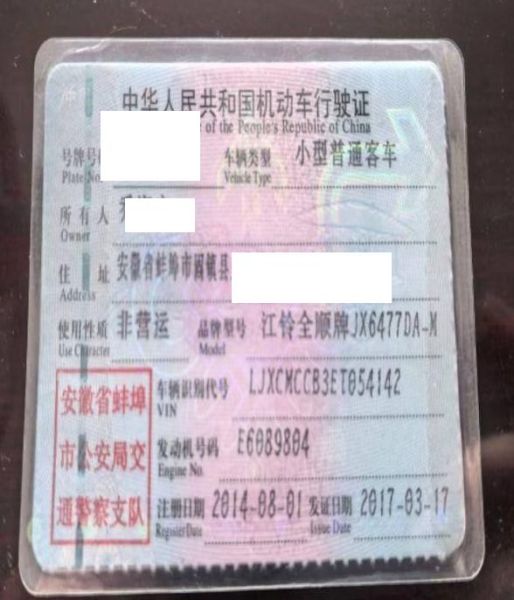 中华人民共和国机动车行驶证
of the People's Republic of China
号牌号
Plate No.
车辆类型 小型普通客车
Vehicle Type
所有人
Owner
住址 安徽省蚌埠市固镇县
Address
使用性质 非营运 品牌型号 江铃全顺牌JX6477DA-M
Use Character Model
安徽省蚌埠
市公安局交
通警察支队
车辆识别代号 LJXCMCCB3ET054142
VIN
发动机号码 E6089804
Engine No.
注册日期 2014-08-01 发证日期 2017-03-17
Register Date Issue Date